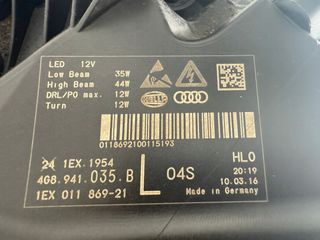 LED 12V
Low Beam 35W
High Beam 44W
DRL/PO max. 12W
Turn 12W
HELLA
0118692100115193
24 1EX.1954 HL0
4G8.941.035.B L 04S 20:19
10.03.16
1EX 011 869-21 Made in Germany